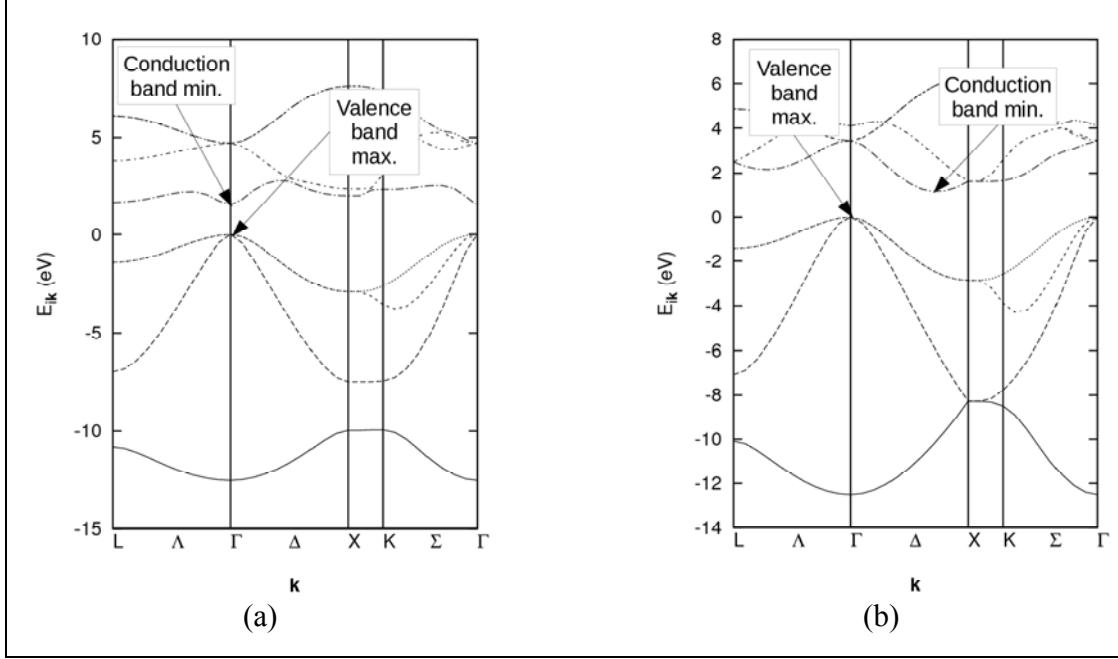 10
5
0
-5
-10
-15
E_ik (eV)
Conduction
band min.
Valence
band
max.
L Λ Γ Δ X K Σ Γ
k
(a)
8
6
4
2
0
-2
-4
-6
-8
-10
-12
-14
E_ik (eV)
Valence
band
max.
Conduction
band min.
L Λ Γ Δ X K Σ Γ
k
(b)